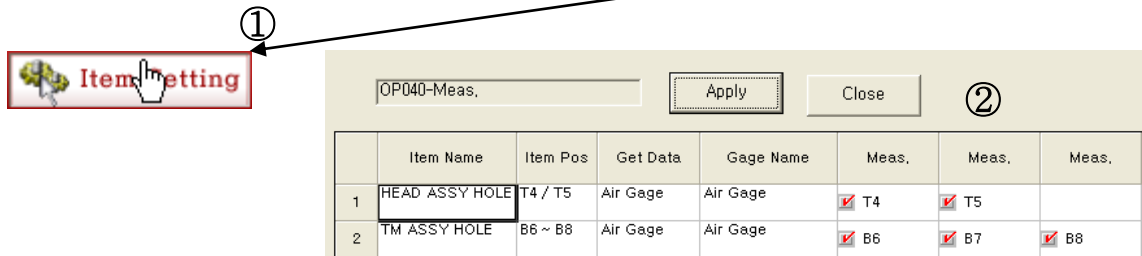 ①
Item Setting
OP040-Meas,
Apply
Close
②
Item Name Item Pos Get Data Gage Name Meas, Meas, Meas,
1 HEAD ASSY HOLE T4 / T5 Air Gage Air Gage T4 T5
2 TM ASSY HOLE B6 ~ B8 Air Gage Air Gage B6 B7 B8